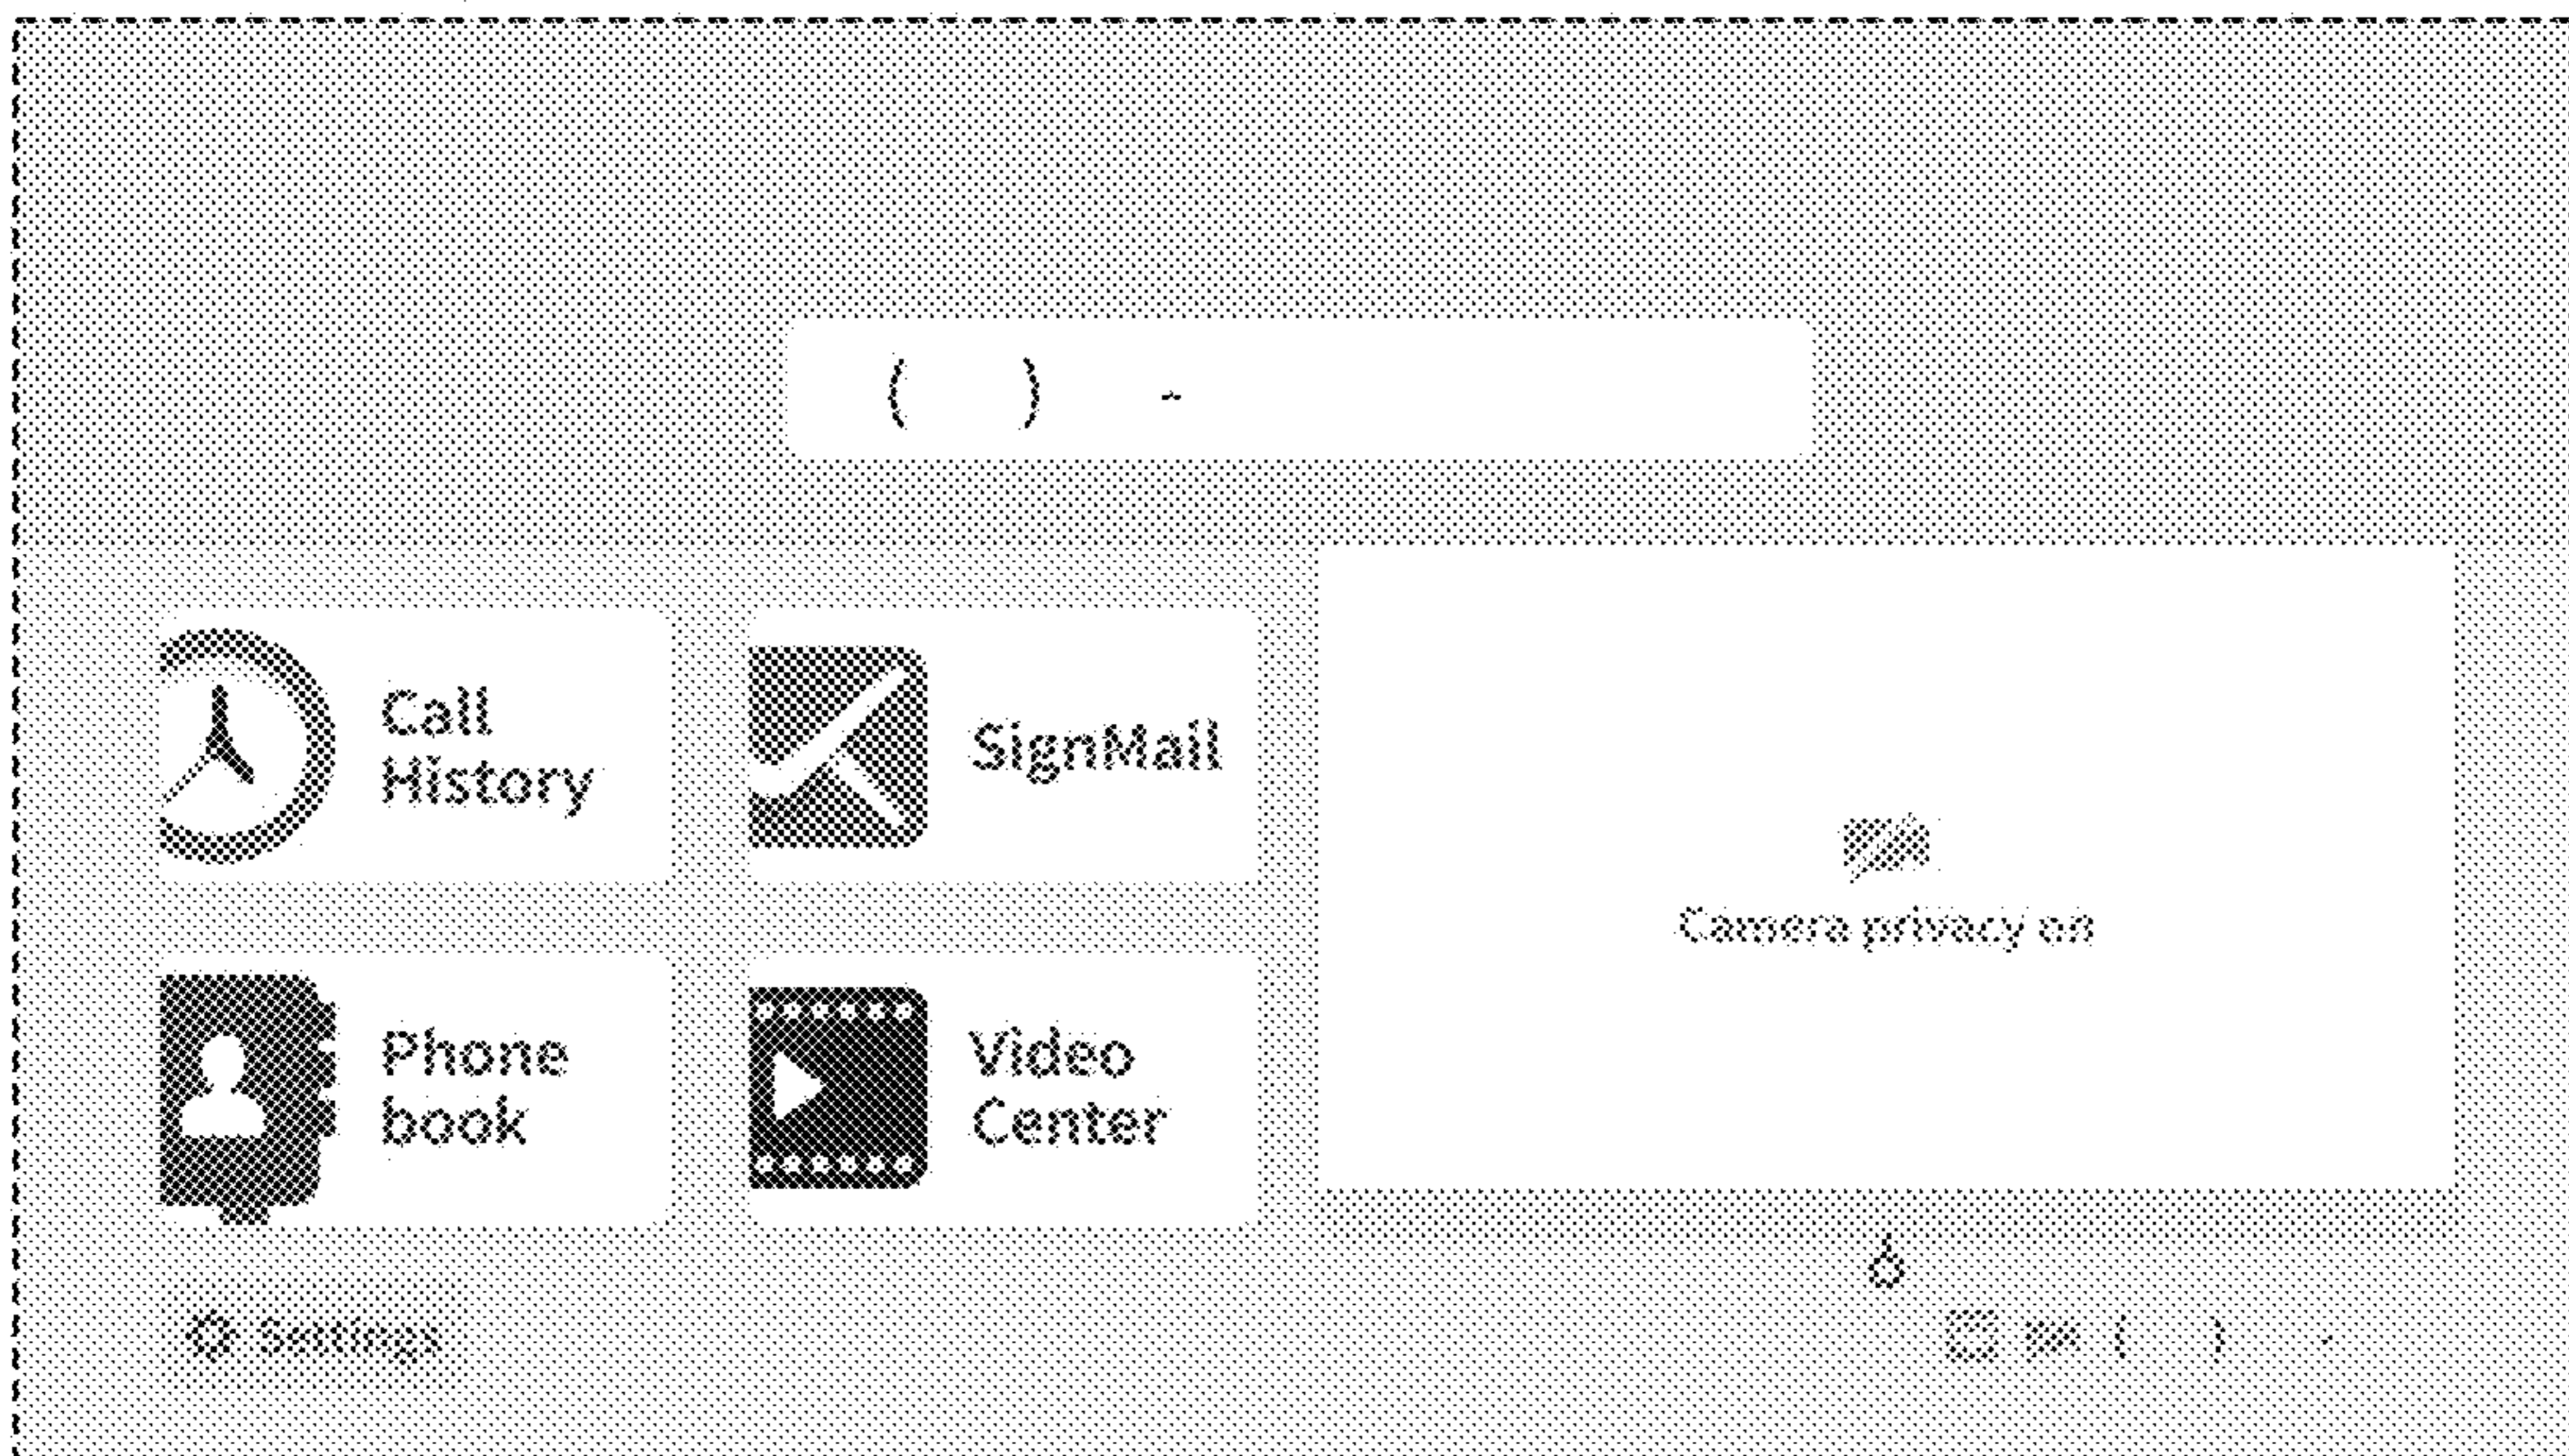 ( ) -
Call
History
SignMail
Camera privacy on
Phone
book
Video
Center
Settings
( ) -